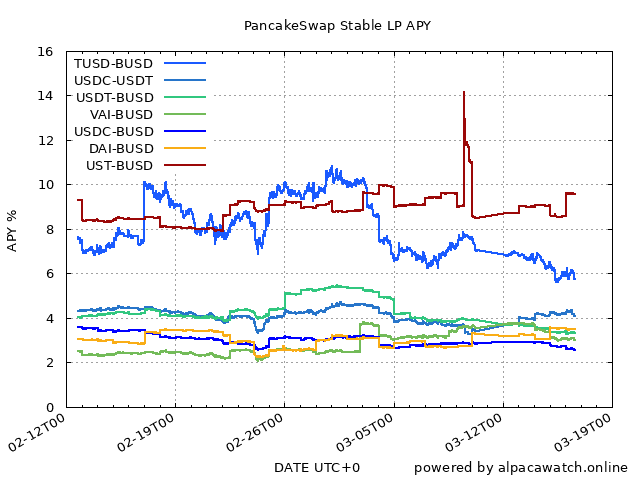 PancakeSwap Stable LP APY
16
14
12
10
8
6
4
2
0
APY %
TUSD-BUSD
USDC-USDT
USDT-BUSD
VAI-BUSD
USDC-BUSD
DAI-BUSD
UST-BUSD
02-12T00
02-19T00
02-26T00
03-05T00
03-12T00
03-19T00
DATE UTC+0
powered by alpacawatch.online